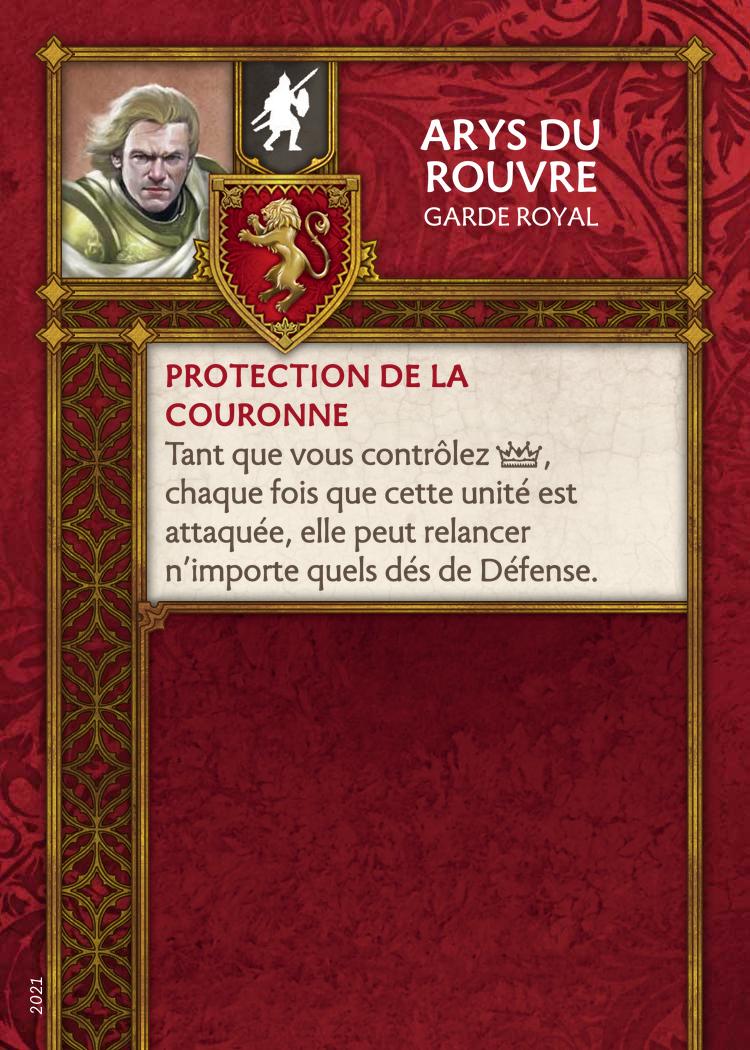 ARYS DU
ROUVRE
GARDE ROYAL
PROTECTION DE LA
COURONNE
Tant que vous contrôlez ,
chaque fois que cette unité est
attaquée, elle peut relancer
n'importe quels dés de Défense.
2021